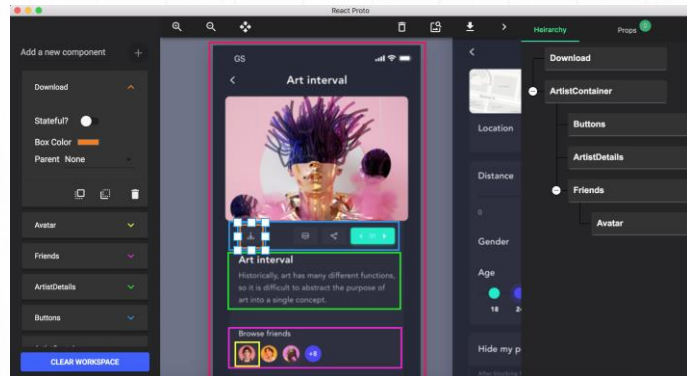 React Proto
Add a new component +
Download
Stateful?
Box Color
Parent None
Avatar
Friends
ArtistDetails
Buttons
CLEAR WORKSPACE
GS
Art interval
Art interval
Historically, art has many different functions,
so it is difficult to abstract the purpose of
art into a single concept.
Browse friends
+8
Location
Distance
0
Gender
Age
18
Hide my p
Heirarchy
Props
0
Download
ArtistContainer
Buttons
ArtistDetails
Friends
Avatar